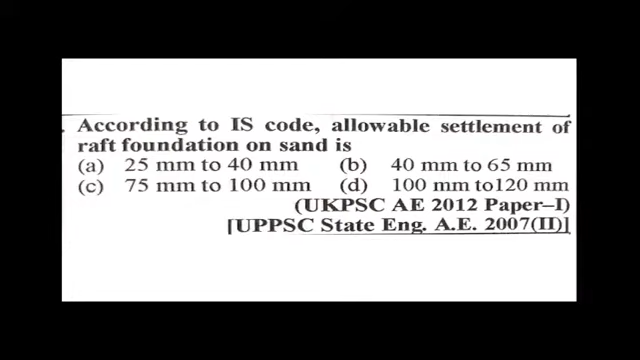 . According to IS code, allowable settlement of
raft foundation on sand is
(a) 25 mm to 40 mm (b) 40 mm to 65 mm
(c) 75 mm to 100 mm (d) 100 mm to120 mm
(UKPSC AE 2012 Paper–I)
[UPPSC State Eng. A.E. 2007(II)]